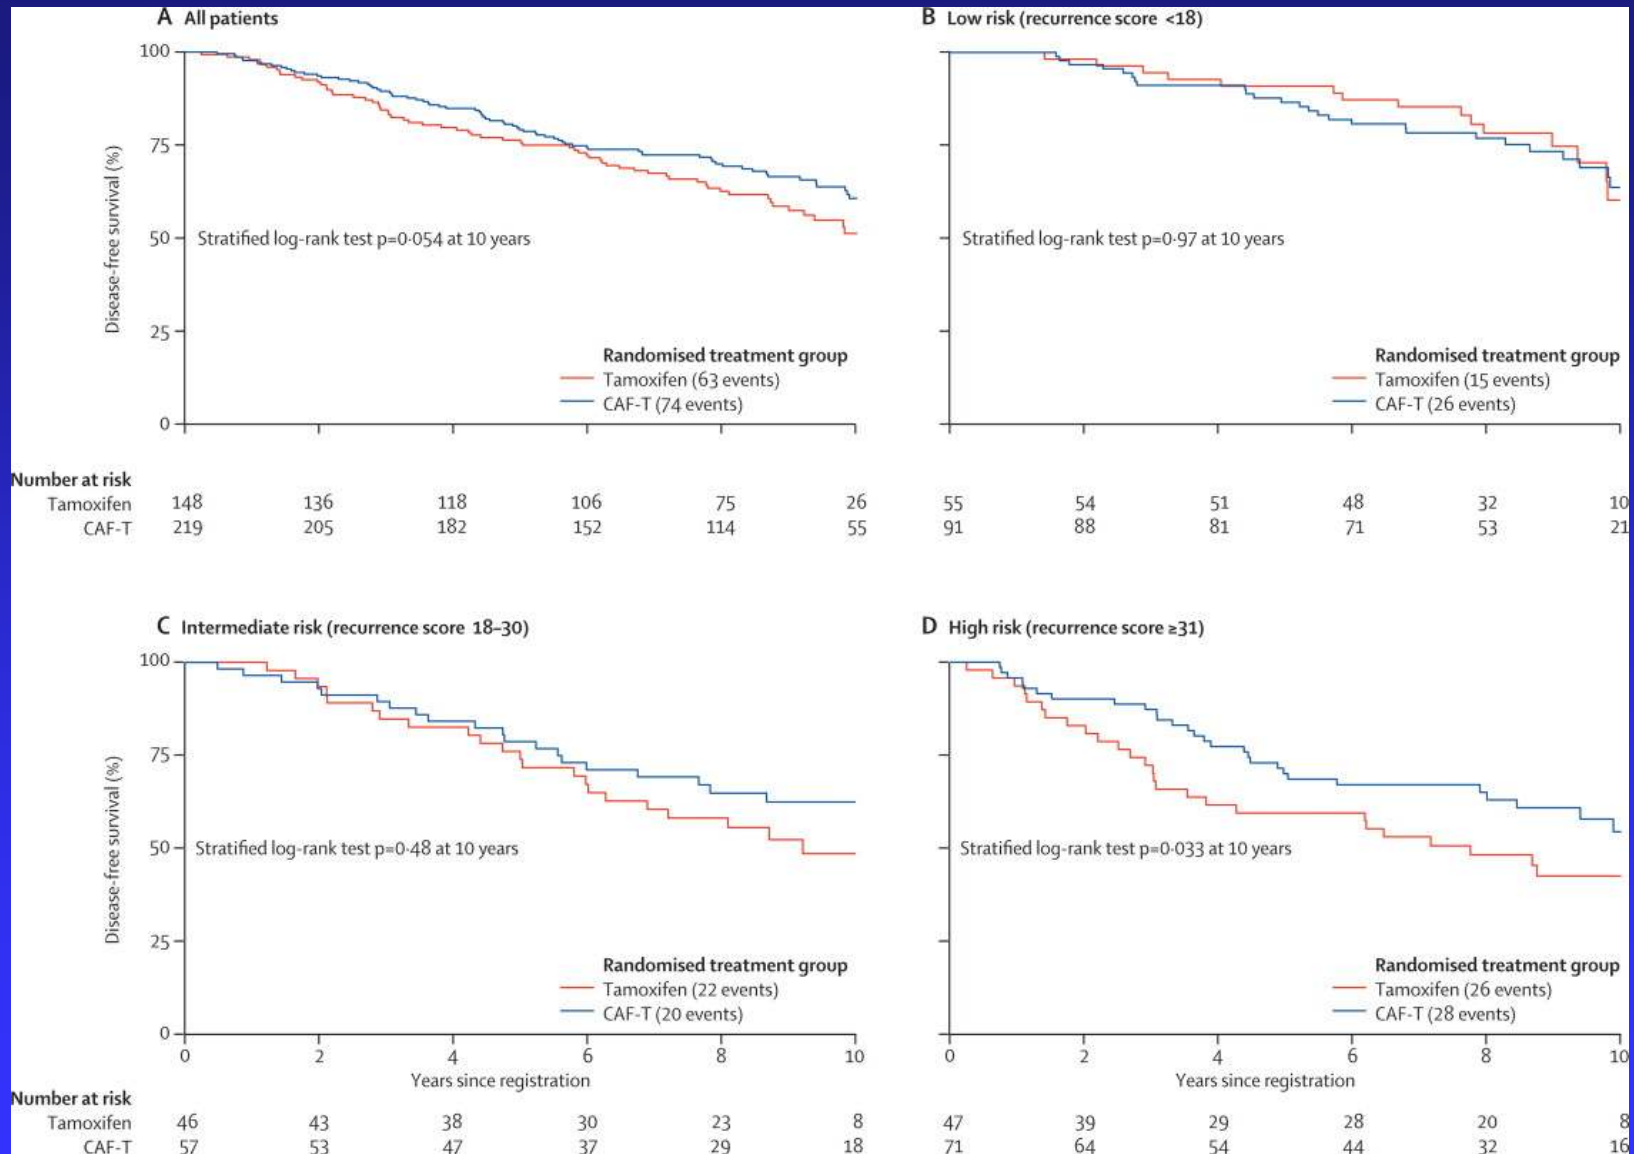 A All patients
100
75
50
25
0
Disease-free survival (%)
Stratified log-rank test p=0·054 at 10 years
Randomised treatment group
Tamoxifen (63 events)
CAF-T (74 events)
Number at risk
Tamoxifen 148 136 118 106 75 26
CAF-T 219 205 182 152 114 55
B Low risk (recurrence score <18)
Stratified log-rank test p=0·97 at 10 years
Randomised treatment group
Tamoxifen (15 events)
CAF-T (26 events)
55 54 51 48 32 10
91 88 81 71 53 21
C Intermediate risk (recurrence score 18–30)
100
75
50
25
0
Disease-free survival (%)
Stratified log-rank test p=0·48 at 10 years
Randomised treatment group
Tamoxifen (22 events)
CAF-T (20 events)
0 2 4 6 8 10
Years since registration
Number at risk
Tamoxifen 46 43 38 30 23 8
CAF-T 57 53 47 37 29 18
D High risk (recurrence score ≥31)
Stratified log-rank test p=0·033 at 10 years
Randomised treatment group
Tamoxifen (26 events)
CAF-T (28 events)
0 2 4 6 8 10
Years since registration
47 39 29 28 20 8
71 64 54 44 32 16